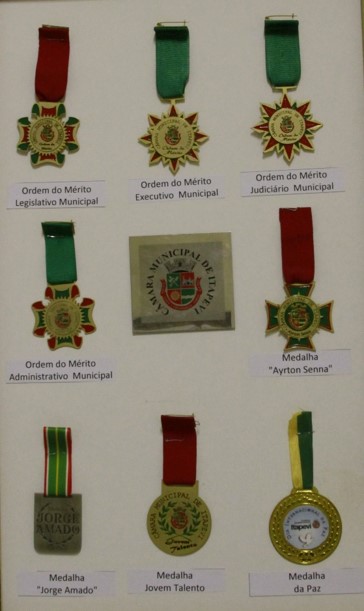 Ordem do Mérito
Legislativo Municipal
Ordem do Mérito
Executivo Municipal
Ordem do Mérito
Judiciário Municipal
Ordem do Mérito
Administrativo Municipal
CÂMARA MUNICIPAL DE ITAPEVI
Medalha
"Ayrton Senna"
JORGE
AMADO
Medalha
"Jorge Amado"
CÂMARA MUNICIPAL DE ITAPEVI
Jovem
Talento
Medalha
Jovem Talento
Itapevi
Medalha
da Paz